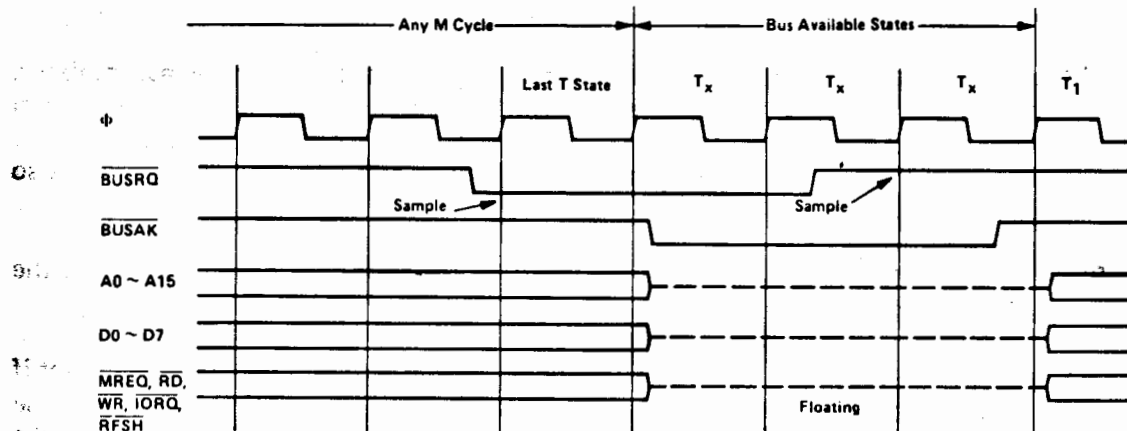 Any M Cycle Bus Available States
Last T State Tx Tx Tx T1
Φ
BUSRQ
Sample Sample
BUSAK
A0 ~ A15
D0 ~ D7
MREQ, RD,
WR, IORQ,
RFSH
Floating